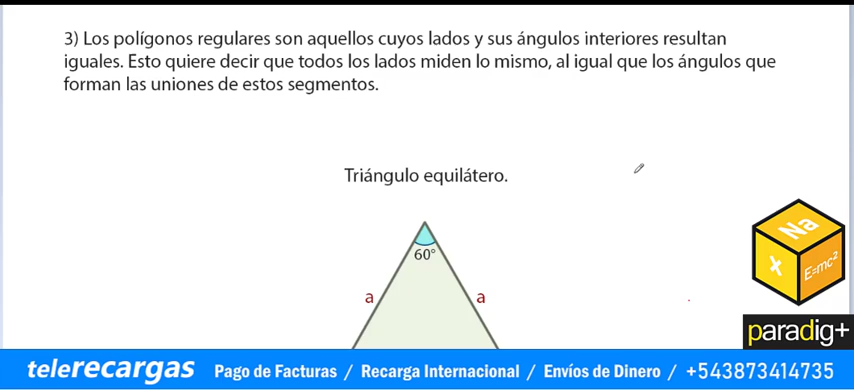 3) Los polígonos regulares son aquellos cuyos lados y sus ángulos interiores resultan
iguales. Esto quiere decir que todos los lados miden lo mismo, al igual que los ángulos que
forman las uniones de estos segmentos.
Triángulo equilátero.
60°
a
a
Na
X
E=mc²
paradig+
telerecargas Pago de Facturas / Recarga Internacional / Envíos de Dinero / +543873414735